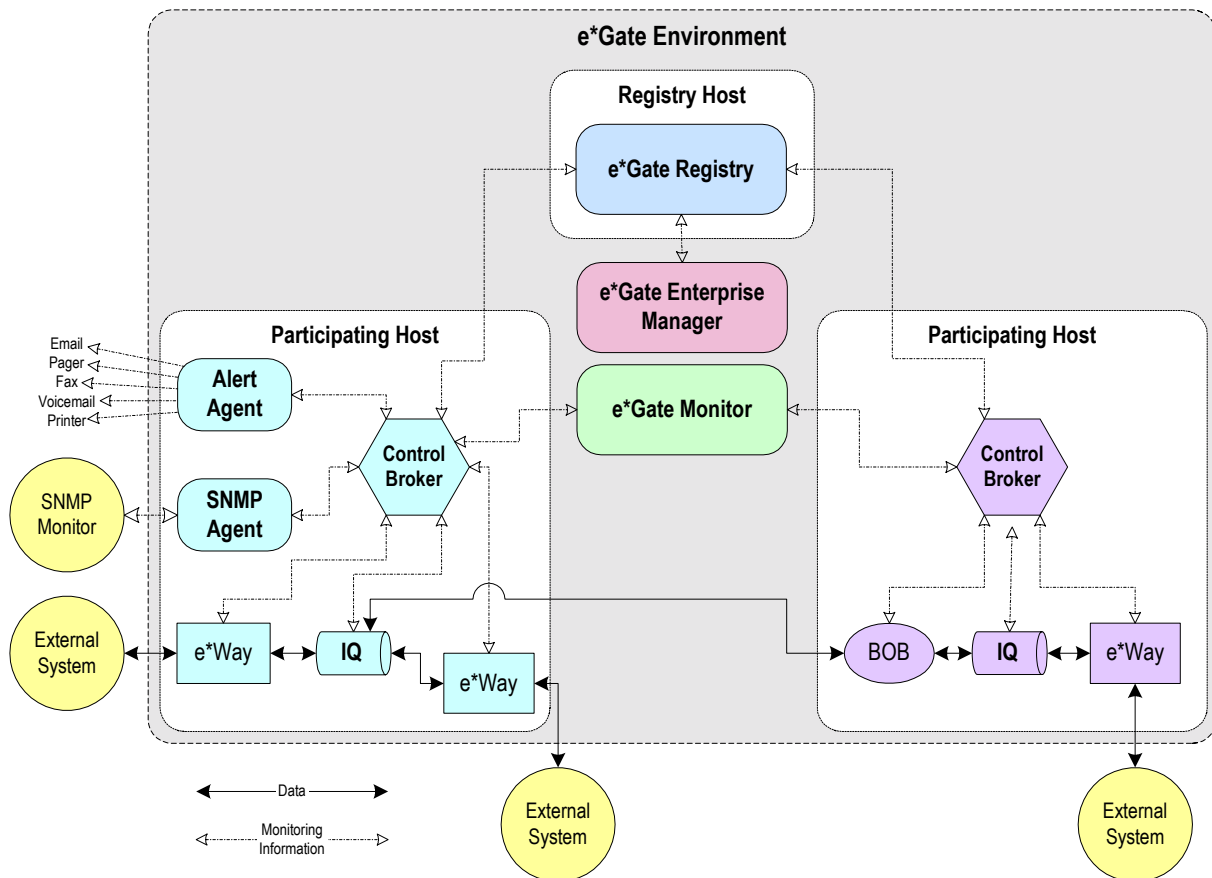 e*Gate Environment
Registry Host
e*Gate Registry
e*Gate Enterprise
Manager
e*Gate Monitor
Participating Host
Email
Pager
Fax
Voicemail
Printer
Alert
Agent
Control
Broker
SNMP
Agent
SNMP
Monitor
External
System
e*Way
IQ
e*Way
External
System
Participating Host
Control
Broker
BOB
IQ
e*Way
External
System
Data
Monitoring
Information